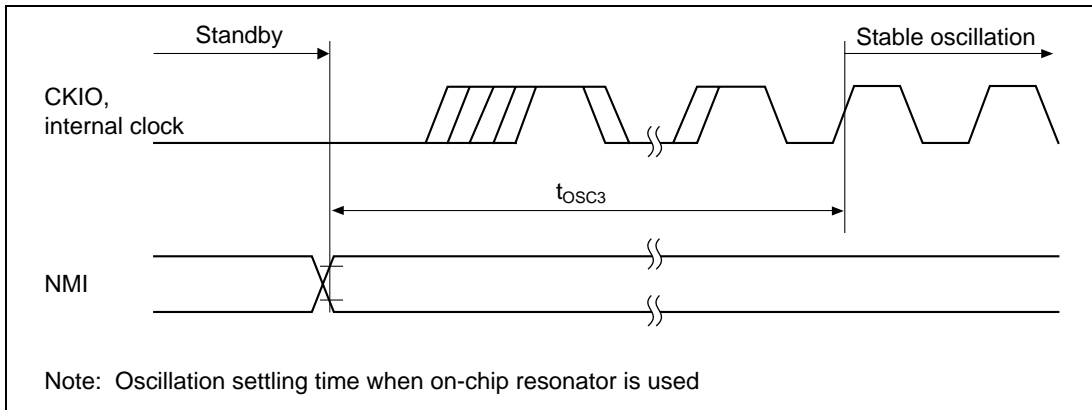 Standby
Stable oscillation
CKIO,
internal clock
tOSC3
NMI
Note: Oscillation settling time when on-chip resonator is used